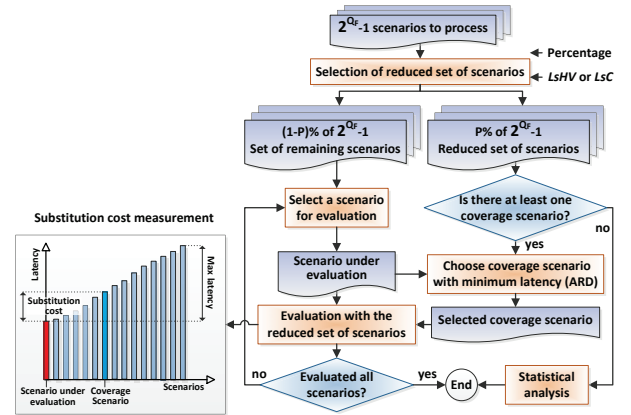 2^QF-1 scenarios to process
Percentage
Selection of reduced set of scenarios
LsHV or LsC
(1-P)% of 2^QF-1
Set of remaining scenarios
P% of 2^QF-1
Reduced set of scenarios
Select a scenario
for evaluation
Is there at least one
coverage scenario?
no
yes
Scenario under
evaluation
Choose coverage scenario
with minimum latency (ARD)
Evaluation with the
reduced set of scenarios
Selected coverage scenario
no
Evaluated all
scenarios?
yes
End
Statistical
analysis
Substitution cost measurement
Latency
Max latency
Substitution
cost
Scenario under
evaluation
Coverage
Scenario
Scenarios